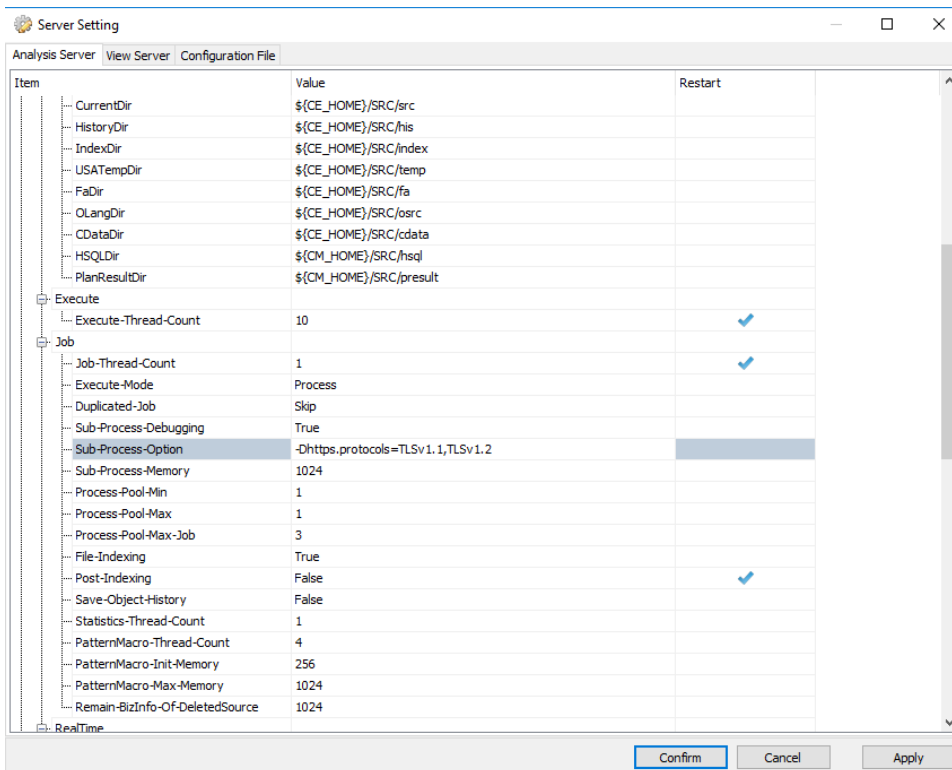 Server Setting
Analysis Server View Server Configuration File
Item Value Restart
CurrentDir ${CE_HOME}/SRC/src
HistoryDir ${CE_HOME}/SRC/his
IndexDir ${CE_HOME}/SRC/index
USATempDir ${CE_HOME}/SRC/temp
FaDir ${CE_HOME}/SRC/fa
OLangDir ${CE_HOME}/SRC/osrc
CDataDir ${CE_HOME}/SRC/cdata
HSQLDir ${CM_HOME}/SRC/hsql
PlanResultDir ${CM_HOME}/SRC/presult
Execute
Execute-Thread-Count 10
Job
Job-Thread-Count 1
Execute-Mode Process
Duplicated-Job Skip
Sub-Process-Debugging True
Sub-Process-Option -Dhttps.protocols=TLSv1.1,TLSv1.2
Sub-Process-Memory 1024
Process-Pool-Min 1
Process-Pool-Max 1
Process-Pool-Max-Job 3
File-Indexing True
Post-Indexing False
Save-Object-History False
Statistics-Thread-Count 1
PatternMacro-Thread-Count 4
PatternMacro-Init-Memory 256
PatternMacro-Max-Memory 1024
Remain-BizInfo-Of-DeletedSource 1024
RealTime
Confirm Cancel Apply